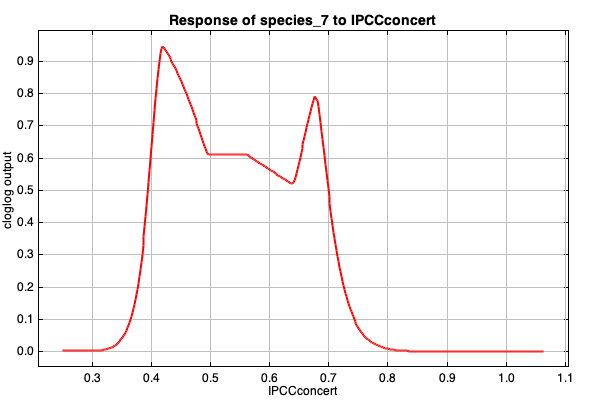 Response of species_7 to IPCCconcert
0.9
0.8
0.7
0.6
0.5
0.4
0.3
0.2
0.1
0.0
cloglog output
0.3 0.4 0.5 0.6 0.7 0.8 0.9 1.0 1.1
IPCCconcert